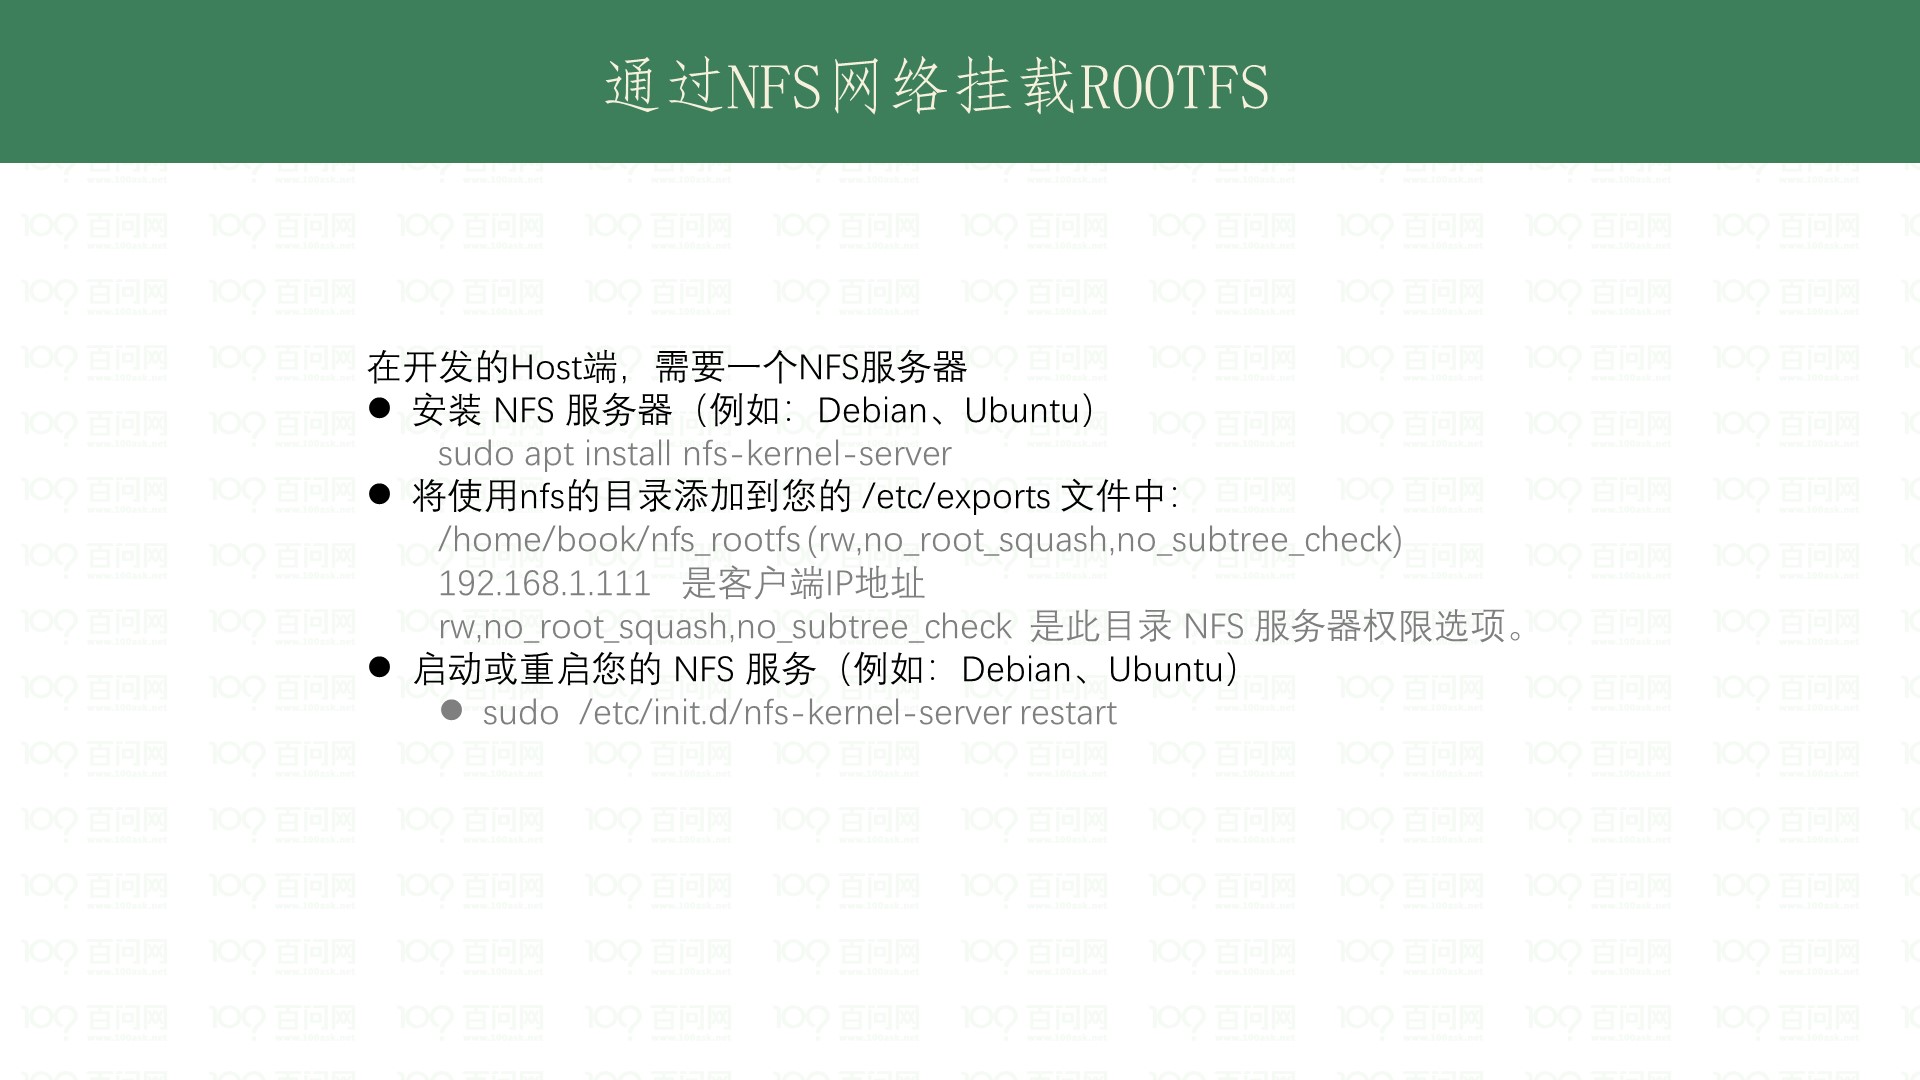 通过NFS网络挂载ROOTFS
在开发的Host端，需要一个NFS服务器
● 安装 NFS 服务器（例如：Debian、Ubuntu）
sudo apt install nfs-kernel-server
● 将使用nfs的目录添加到您的 /etc/exports 文件中：
/home/book/nfs_rootfs (rw,no_root_squash,no_subtree_check)
192.168.1.111 是客户端IP地址
rw,no_root_squash,no_subtree_check 是此目录 NFS 服务器权限选项。
● 启动或重启您的 NFS 服务（例如：Debian、Ubuntu）
● sudo /etc/init.d/nfs-kernel-server restart